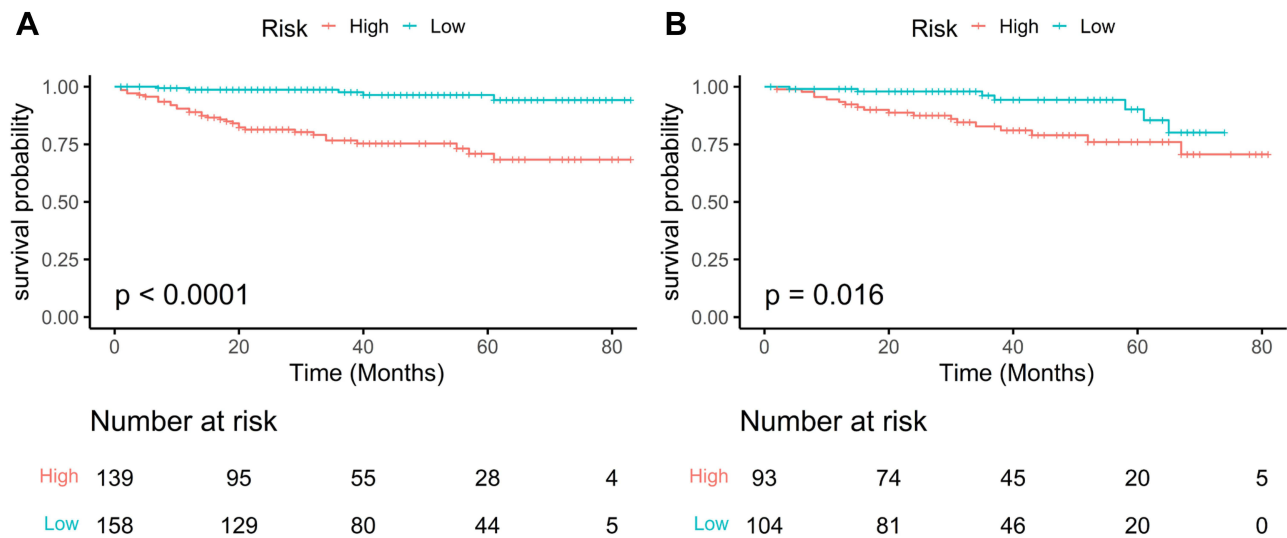 A
Risk High Low
survival probability
1.00
0.75
0.50
0.25
0.00
p < 0.0001
0 20 40 60 80
Time (Months)
Number at risk
High 139 95 55 28 4
Low 158 129 80 44 5
B
Risk High Low
survival probability
1.00
0.75
0.50
0.25
0.00
p = 0.016
0 20 40 60 80
Time (Months)
Number at risk
High 93 74 45 20 5
Low 104 81 46 20 0